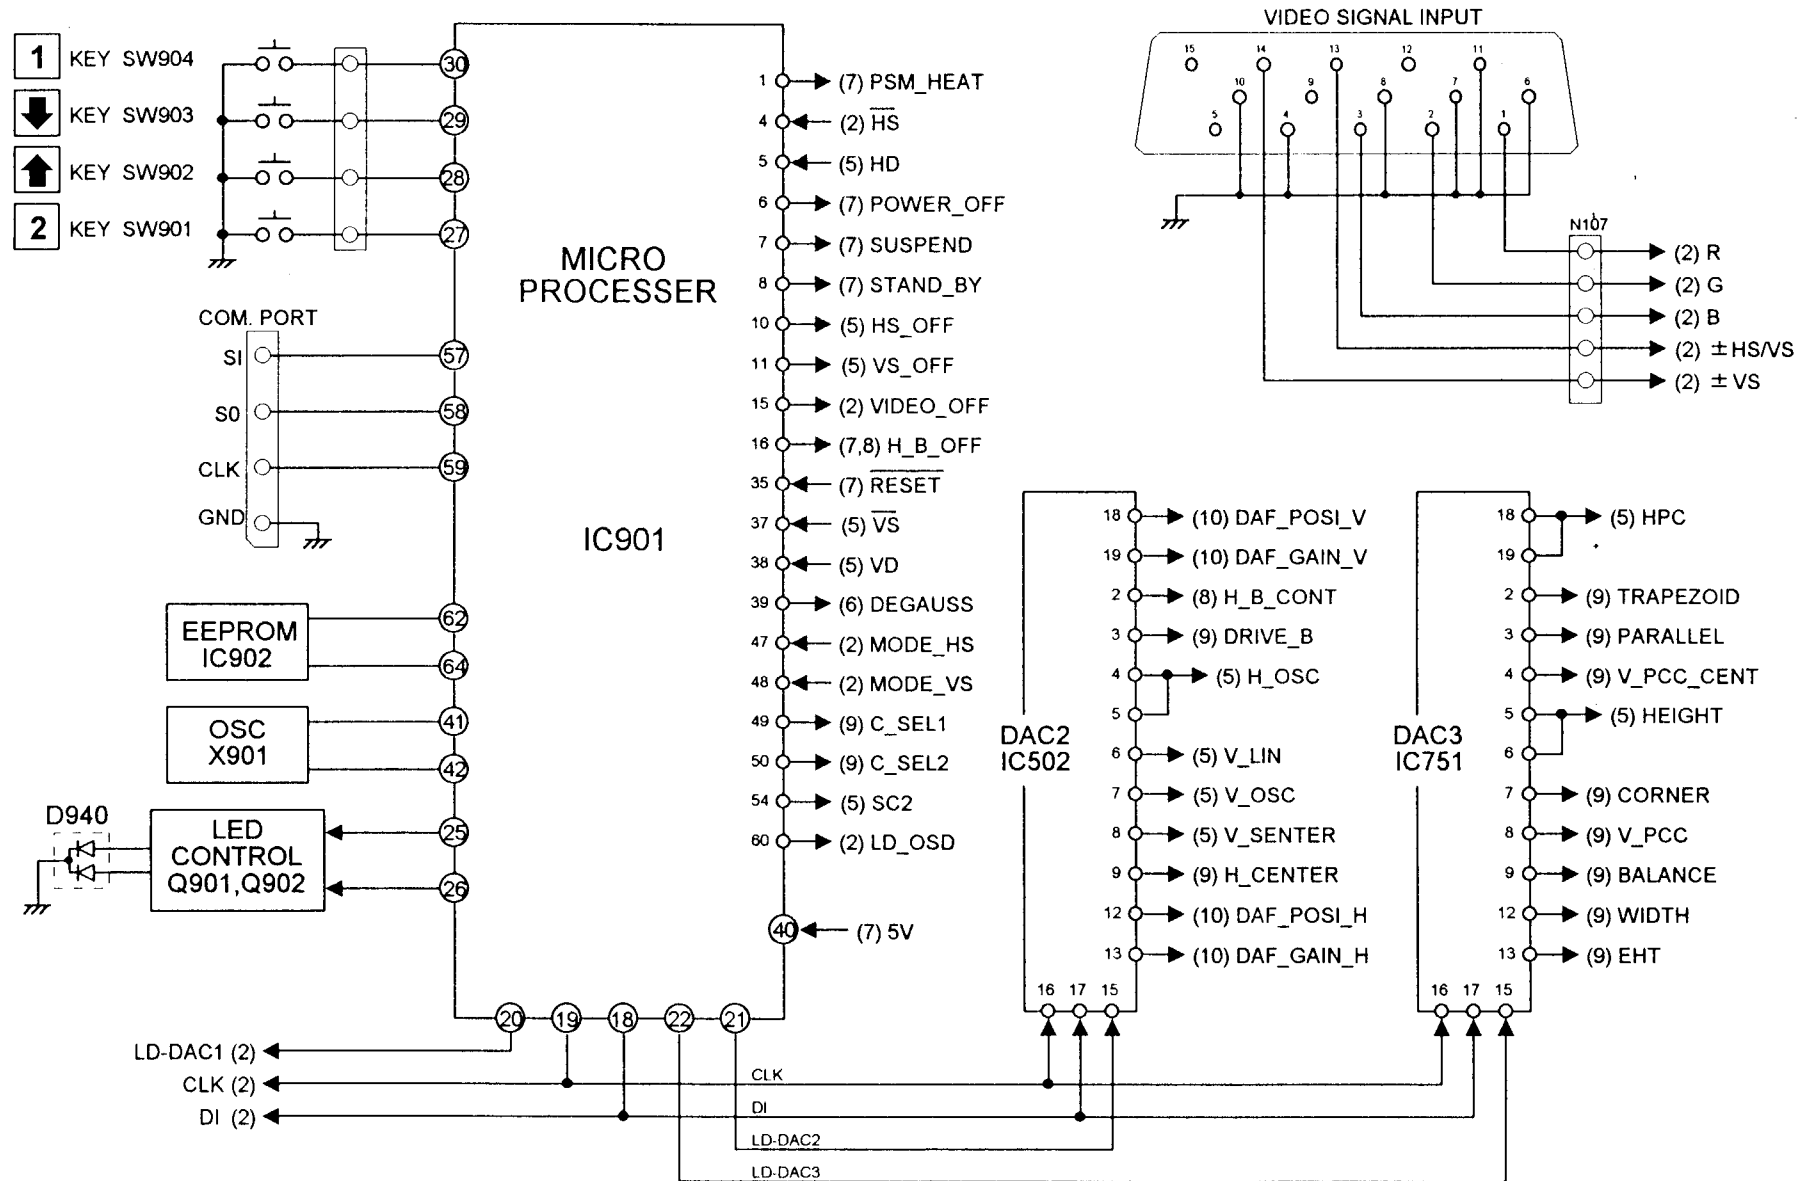 1 KEY SW904
KEY SW903
KEY SW902
2 KEY SW901
30
29
28
27
COM. PORT
SI
S0
CLK
GND
57
58
59
EEPROM
IC902
62
64
OSC
X901
41
42
D940
LED
CONTROL
Q901,Q902
25
26
MICRO
PROCESSER
IC901
1 (7) PSM_HEAT
4 (2) HS
5 (5) HD
6 (7) POWER_OFF
7 (7) SUSPEND
8 (7) STAND_BY
10 (5) HS_OFF
11 (5) VS_OFF
15 (2) VIDEO_OFF
16 (7,8) H_B_OFF
35 (7) RESET
37 (5) VS
38 (5) VD
39 (6) DEGAUSS
47 (2) MODE_HS
48 (2) MODE_VS
49 (9) C_SEL1
50 (9) C_SEL2
54 (5) SC2
60 (2) LD_OSD
40 (7) 5V
20 19 18 22 21
LD-DAC1 (2)
CLK (2)
DI (2)
CLK
DI
LD-DAC2
LD-DAC3
VIDEO SIGNAL INPUT
15 14 13 12 11
10 9 8 7 6
5 4 3 2 1
N107
(2) R
(2) G
(2) B
(2) ±HS/VS
(2) ±VS
DAC2
IC502
18 (10) DAF_POSI_V
19 (10) DAF_GAIN_V
2 (8) H_B_CONT
3 (9) DRIVE_B
4 (5) H_OSC
5
6 (5) V_LIN
7 (5) V_OSC
8 (5) V_SENTER
9 (9) H_CENTER
12 (10) DAF_POSI_H
13 (10) DAF_GAIN_H
16 17 15
DAC3
IC751
18 (5) HPC
19
2 (9) TRAPEZOID
3 (9) PARALLEL
4 (9) V_PCC_CENT
5 (5) HEIGHT
6
7 (9) CORNER
8 (9) V_PCC
9 (9) BALANCE
12 (9) WIDTH
13 (9) EHT
16 17 15